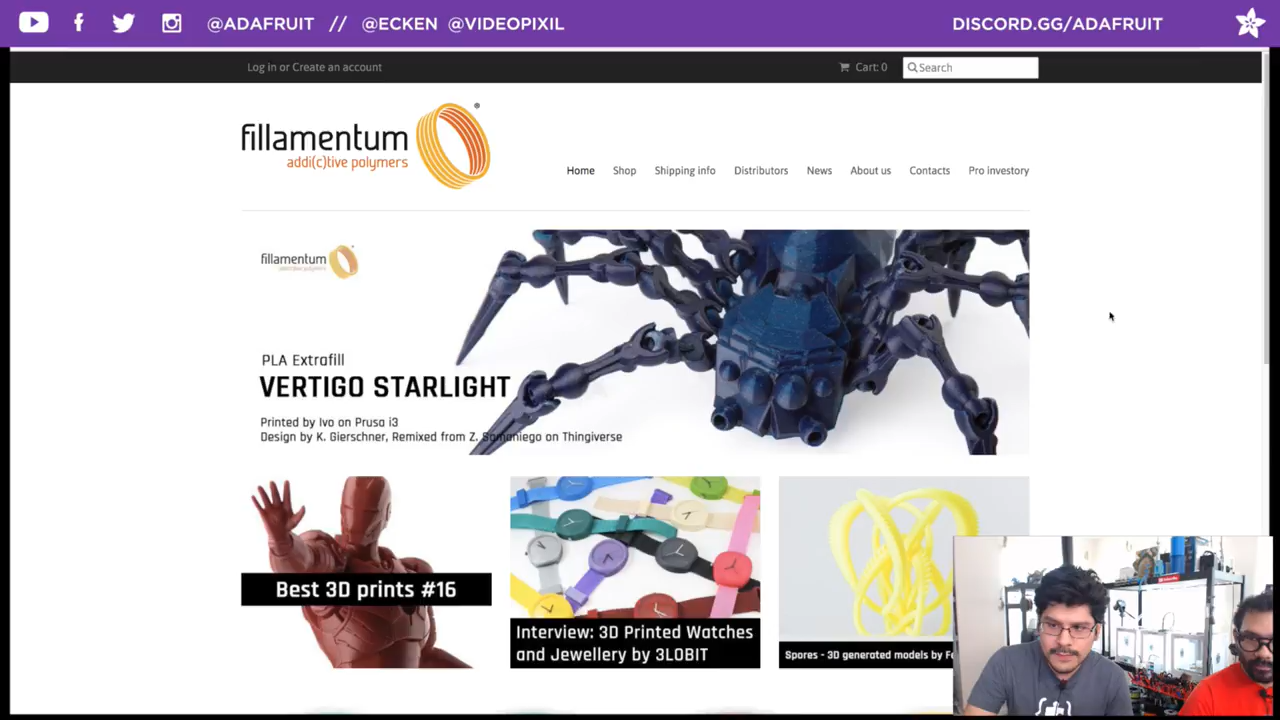 @ADAFRUIT // @ECKEN @VIDEOPIXIL
DISCORD.GG/ADAFRUIT
Log in or Create an account
Cart: 0
Search
fillamentum
addi(c)tive polymers
Home Shop Shipping info Distributors News About us Contacts Pro investory
fillamentum
PLA Extrafill
VERTIGO STARLIGHT
Printed by Ivo on Prusa i3
Design by K. Gierschner, Remixed from Z. Samaniego on Thingiverse
Best 3D prints #16
Interview: 3D Printed Watches
and Jewellery by 3LOBIT
Spores - 3D generated models by